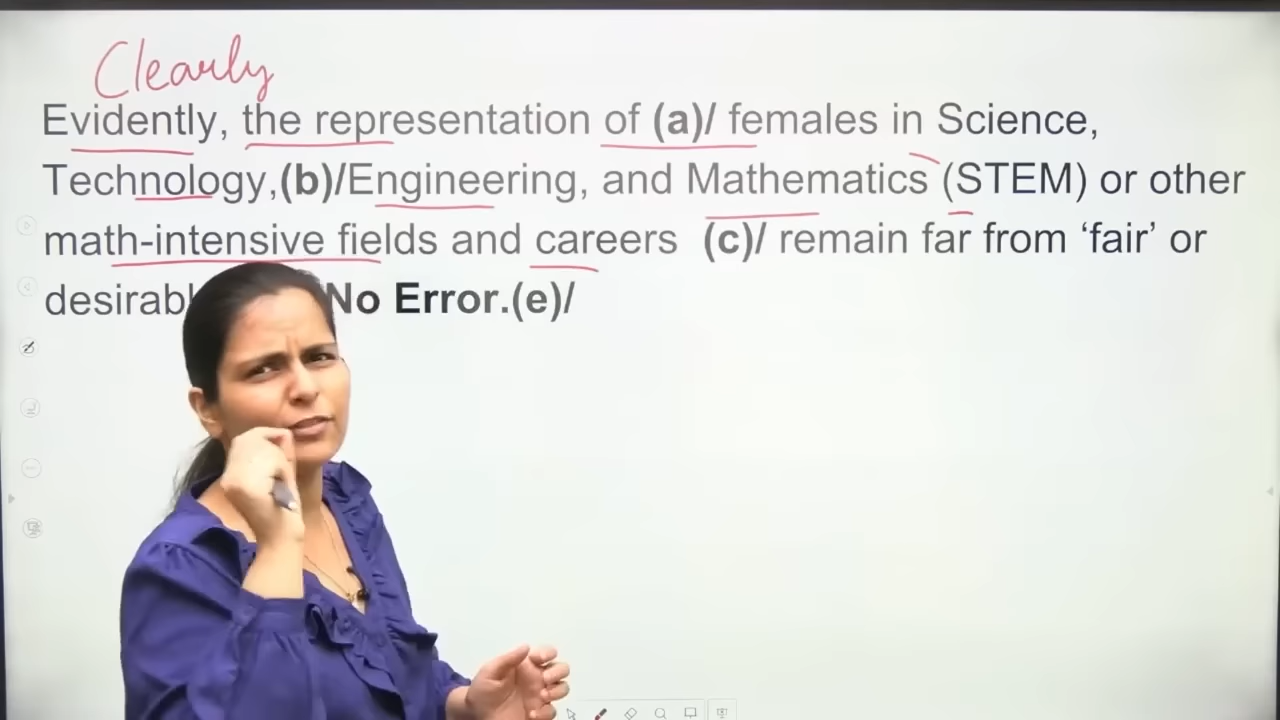 Clearly
Evidently, the representation of (a)/ females in Science,
Technology,(b)/Engineering, and Mathematics (STEM) or other
math-intensive fields and careers (c)/ remain far from ‘fair’ or
No Error.(e)/